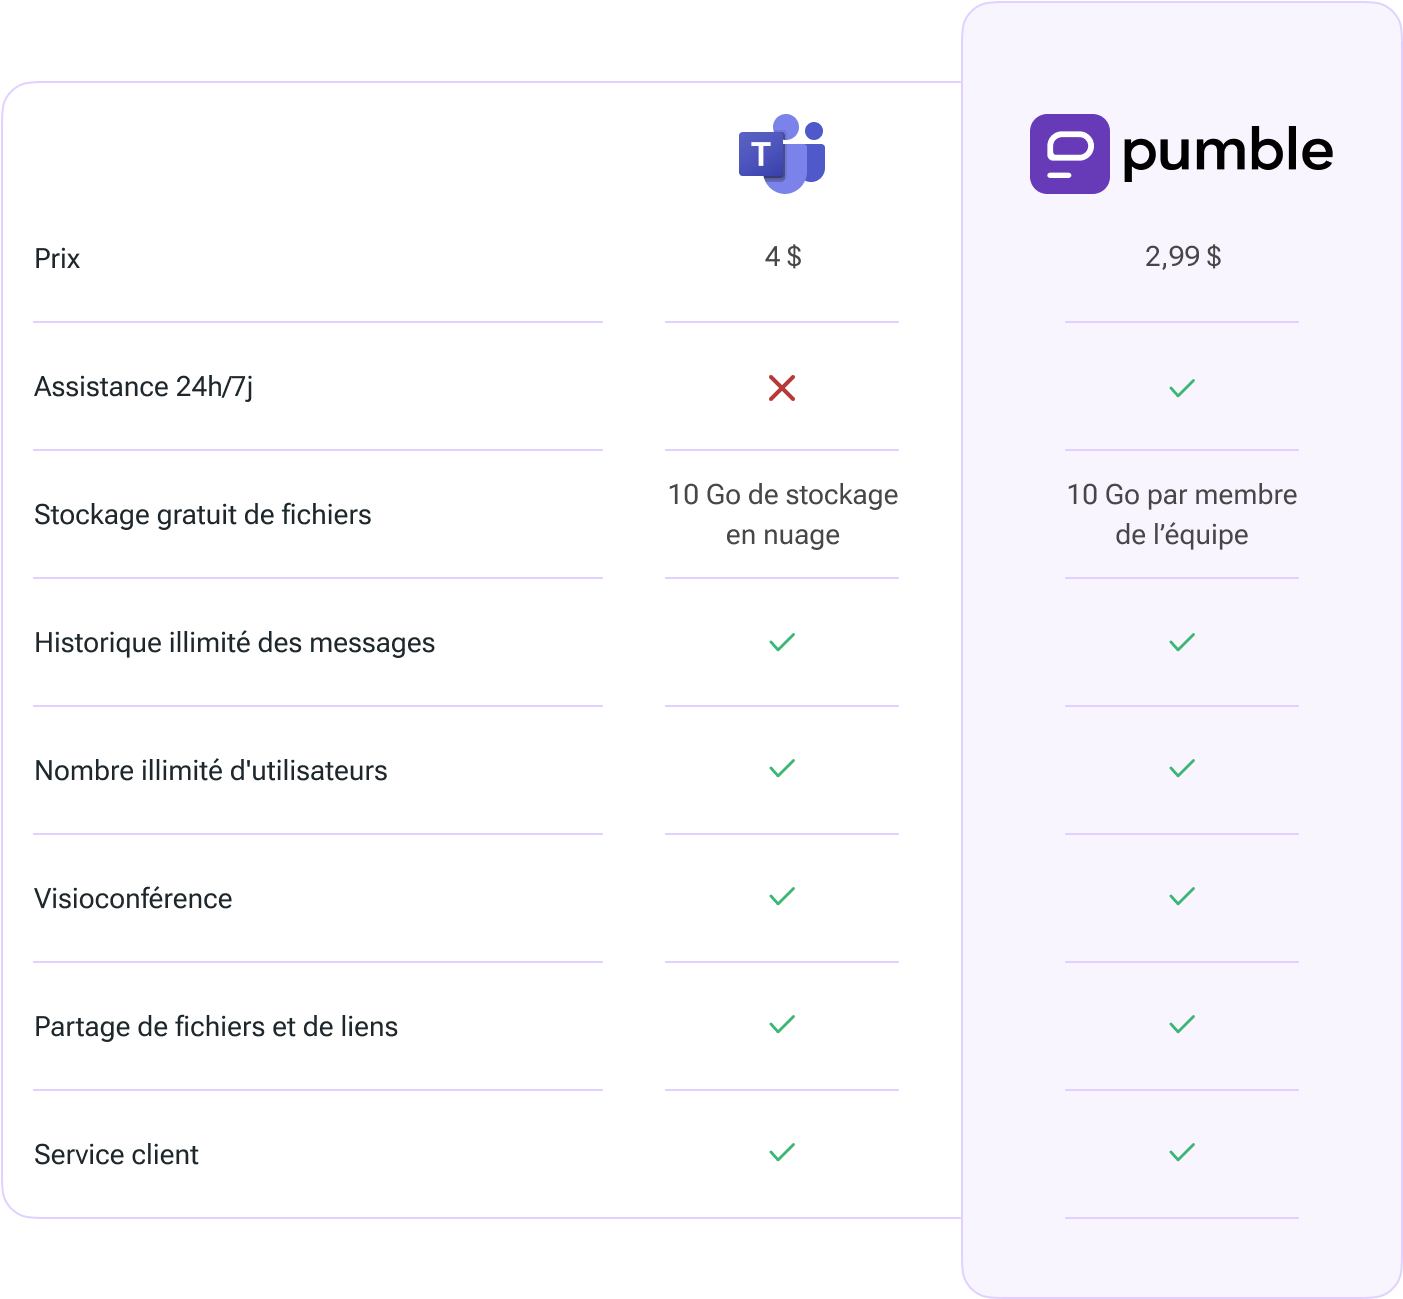 T
pumble
Prix
4 $
2,99 $
Assistance 24h/7j
Stockage gratuit de fichiers
10 Go de stockage
en nuage
10 Go par membre
de l’équipe
Historique illimité des messages
Nombre illimité d'utilisateurs
Visioconférence
Partage de fichiers et de liens
Service client